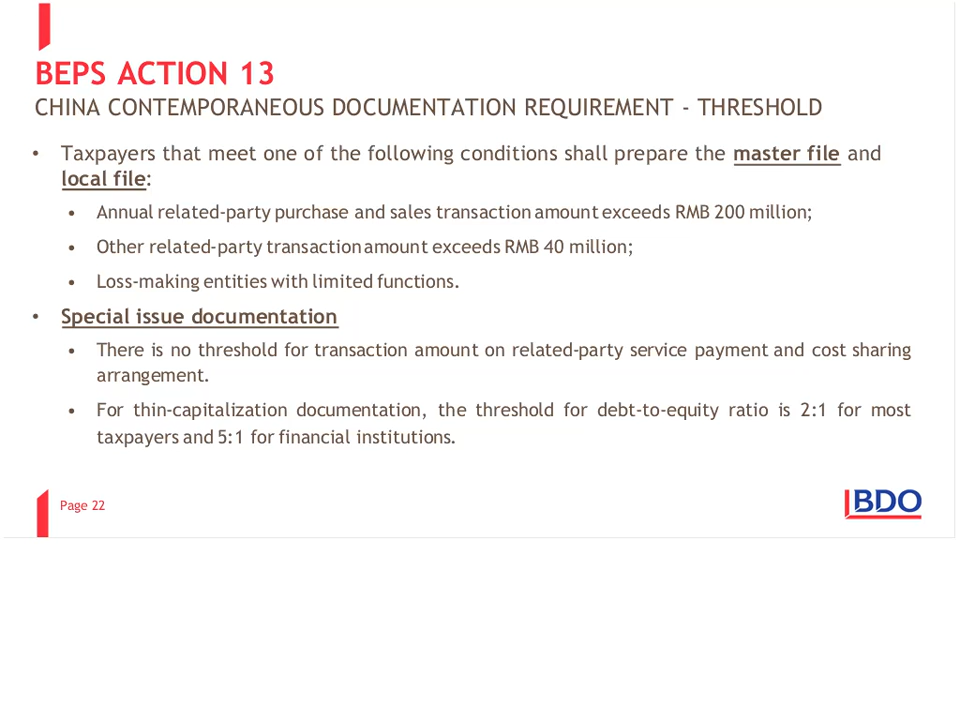 BEPS ACTION 13
CHINA CONTEMPORANEOUS DOCUMENTATION REQUIREMENT - THRESHOLD
• Taxpayers that meet one of the following conditions shall prepare the master file and
local file:
• Annual related-party purchase and sales transaction amount exceeds RMB 200 million;
• Other related-party transaction amount exceeds RMB 40 million;
• Loss-making entities with limited functions.
• Special issue documentation
• There is no threshold for transaction amount on related-party service payment and cost sharing
arrangement.
• For thin-capitalization documentation, the threshold for debt-to-equity ratio is 2:1 for most
taxpayers and 5:1 for financial institutions.
Page 22
BDO